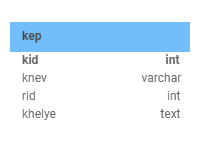 kep
kid int
knev varchar
rid int
khelye text